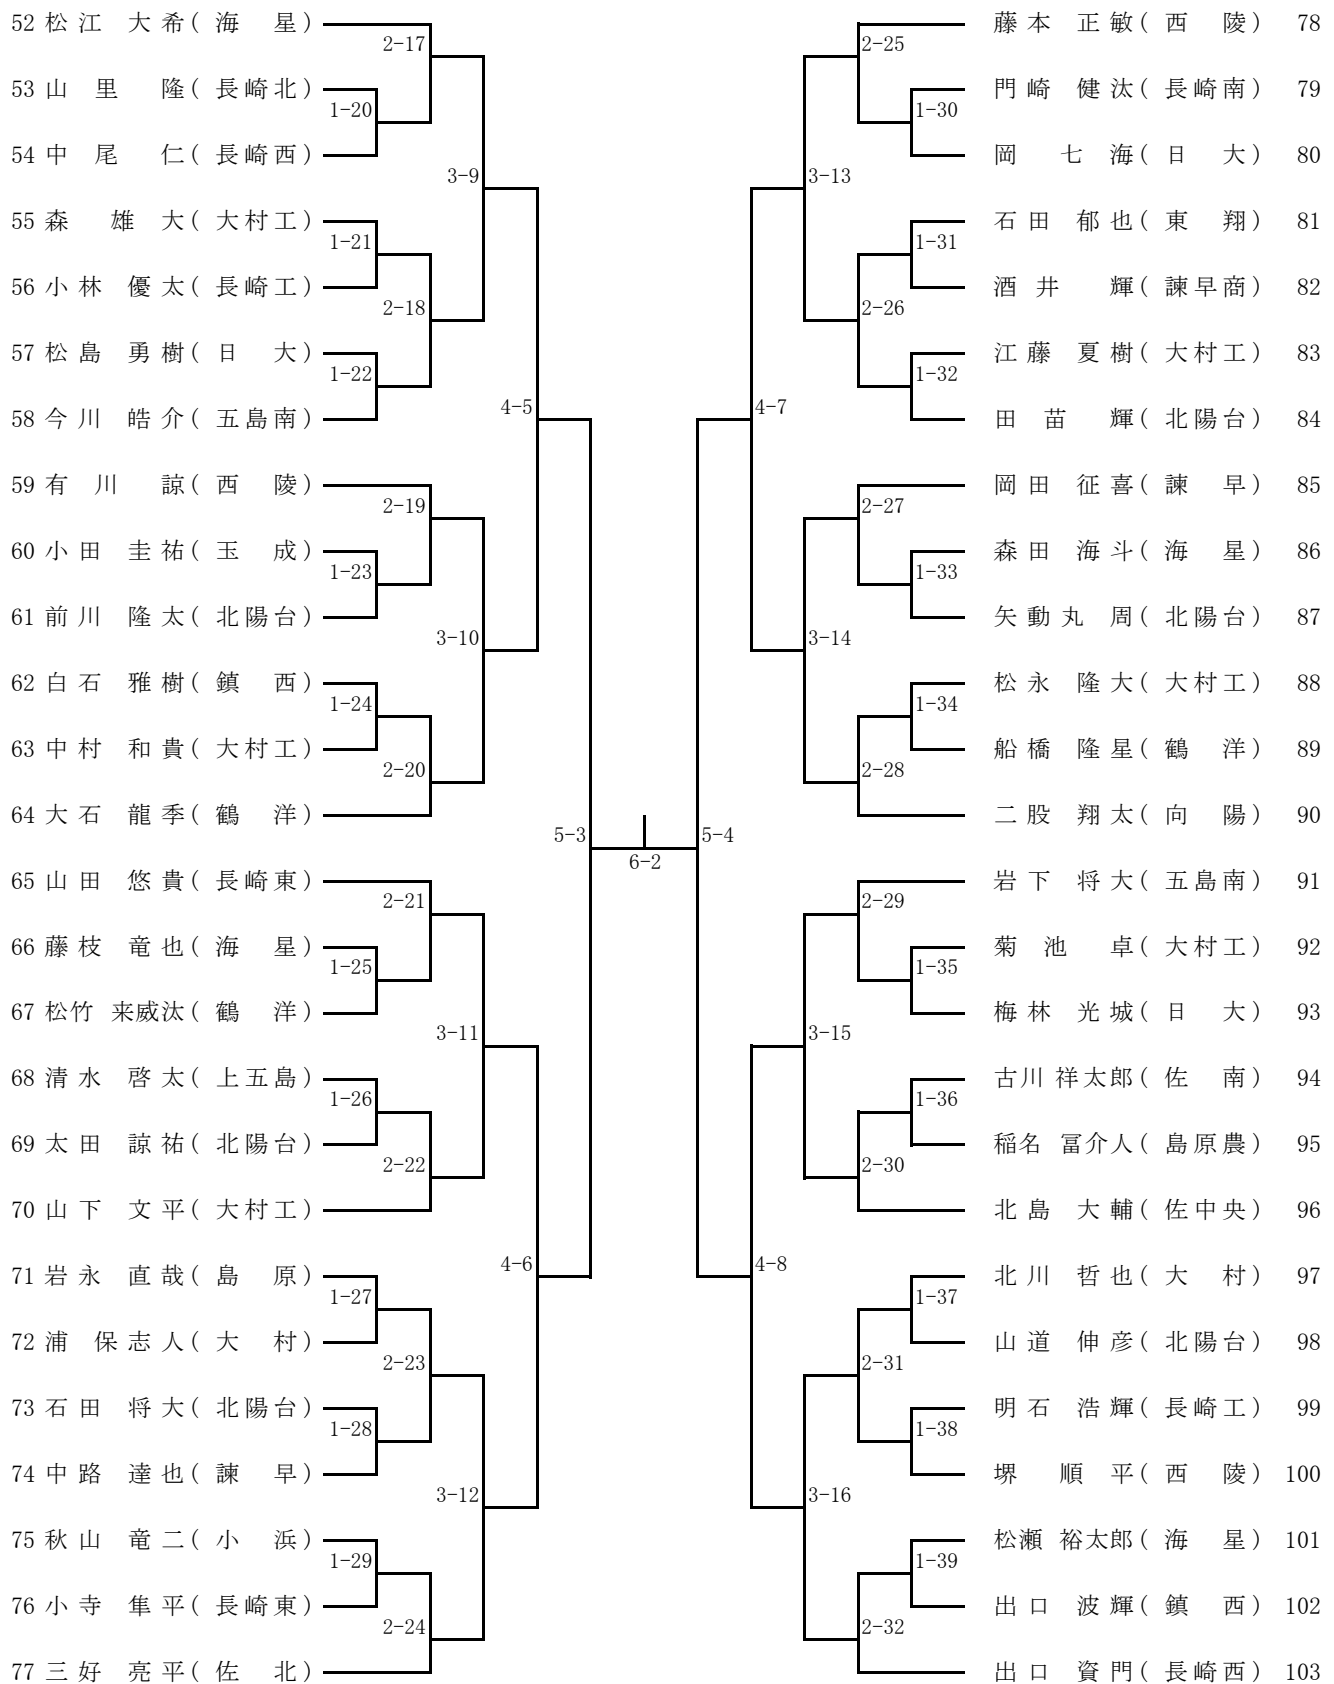 52 松江 大希(海 星)
2-17
53 山里 隆(長崎北)
1-20
54 中尾 仁(長崎西)
3-9
55 森 雄大(大村工)
1-21
56 小林 優太(長崎工)
2-18
57 松島 勇樹(日 大)
1-22
58 今川 皓介(五島南)
4-5
59 有川 諒(西 陵)
2-19
60 小田 圭祐(玉 成)
1-23
61 前川 隆太(北陽台)
3-10
62 白石 雅樹(鎮 西)
1-24
63 中村 和貴(大村工)
2-20
64 大石 龍季(鶴 洋)
5-3
65 山田 悠貴(長崎東)
2-21
66 藤枝 竜也(海 星)
1-25
67 松竹 来威汰(鶴 洋)
3-11
68 清水 啓太(上五島)
1-26
69 太田 諒祐(北陽台)
2-22
70 山下 文平(大村工)
4-6
71 岩永 直哉(島 原)
1-27
72 浦 保志人(大 村)
2-23
73 石田 将大(北陽台)
1-28
74 中路 達也(諫 早)
3-12
75 秋山 竜二(小 浜)
1-29
76 小寺 隼平(長崎東)
2-24
77 三好 亮平(佐 北)
6-2
藤本 正敏(西 陵) 78
2-25
門崎 健汰(長崎南) 79
1-30
岡 七海(日 大) 80
3-13
石田 郁也(東 翔) 81
1-31
酒井 輝(諫早商) 82
2-26
江藤 夏樹(大村工) 83
1-32
田苗 輝(北陽台) 84
4-7
岡田 征喜(諫 早) 85
2-27
森田 海斗(海 星) 86
1-33
矢動丸 周(北陽台) 87
3-14
松永 隆大(大村工) 88
1-34
船橋 隆星(鶴 洋) 89
2-28
二股 翔太(向 陽) 90
5-4
岩下 将大(五島南) 91
2-29
菊池 卓(大村工) 92
1-35
梅林 光城(日 大) 93
3-15
古川 祥太郎(佐 南) 94
1-36
稲名 冨介人(島原農) 95
2-30
北島 大輔(佐中央) 96
4-8
北川 哲也(大 村) 97
1-37
山道 伸彦(北陽台) 98
2-31
明石 浩輝(長崎工) 99
1-38
堺 順平(西 陵) 100
3-16
松瀬 裕太郎(海 星) 101
1-39
出口 波輝(鎮 西) 102
2-32
出口 資門(長崎西) 103